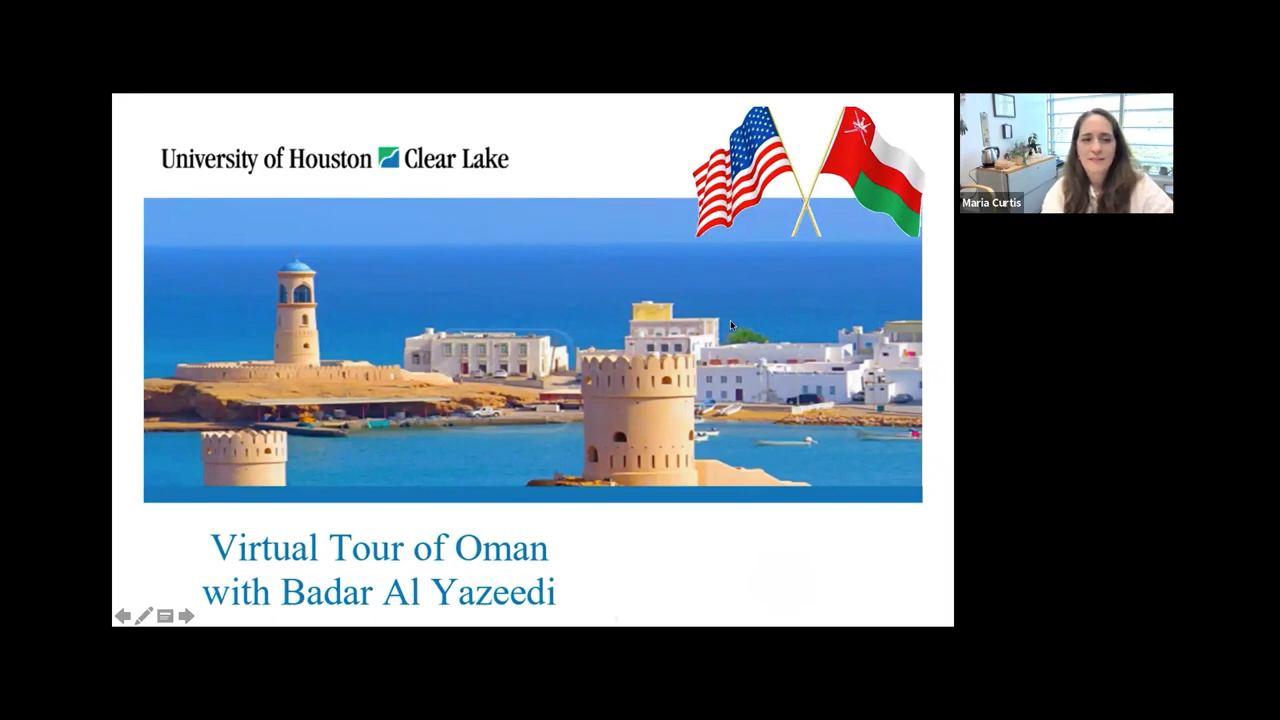 University of Houston Clear Lake
Maria Curtis
Virtual Tour of Oman
with Badar Al Yazeedi